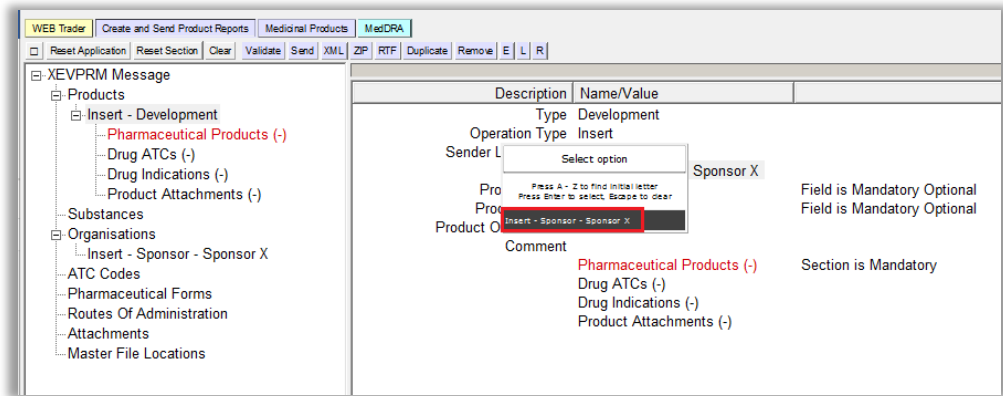 WEB Trader Create and Send Product Reports Medicinal Products MedDRA
Reset Application Reset Section Clear Validate Send XML ZIP RTF Duplicate Remove E L R
XEVPRM Message
Products
Insert - Development
Pharmaceutical Products (-)
Drug ATCs (-)
Drug Indications (-)
Product Attachments (-)
Substances
Organisations
Insert - Sponsor - Sponsor X
ATC Codes
Pharmaceutical Forms
Routes Of Administration
Attachments
Master File Locations
Description Name/Value
Type Development
Operation Type Insert
Sender L
Sponsor X
Pro Field is Mandatory Optional
Proc Field is Mandatory Optional
Product O
Comment
Select option
Press A - Z to find initial letter
Press Enter to select, Escape to clear
Insert - Sponsor - Sponsor X
Pharmaceutical Products (-) Section is Mandatory
Drug ATCs (-)
Drug Indications (-)
Product Attachments (-)